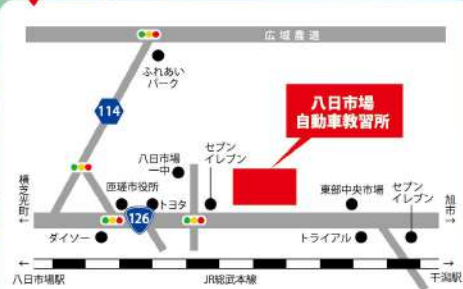 広域農道
ふれあい
パーク
114
八日市場
自動車教習所
八日市場
一中
セブン
イレブン
横芝光町
匝瑳市役所
トヨタ
126
東部中央市場
セブン
イレブン
旭市
ダイソー
トライアル
←
→
八日市場駅
JR総武本線
干潟駅